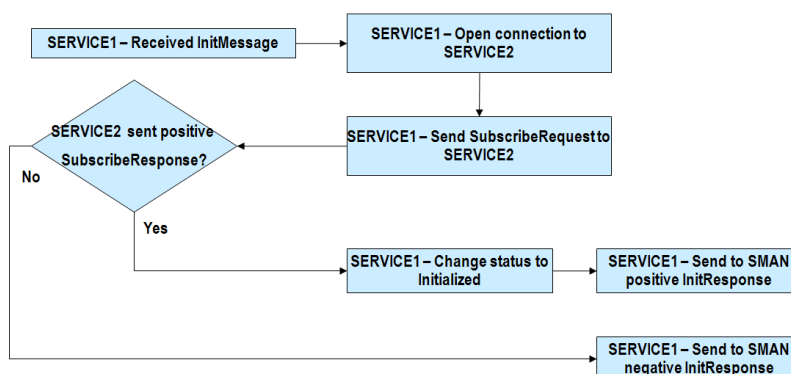 SERVICE1 – Received InitMessage
SERVICE1 – Open connection to
SERVICE2
SERVICE2 sent positive
SubscribeResponse?
SERVICE1 – Send SubscribeRequest to
SERVICE2
No
Yes
SERVICE1 – Change status to
Initialized
SERVICE1 – Send to SMAN
positive InitResponse
SERVICE1 – Send to SMAN
negative InitResponse